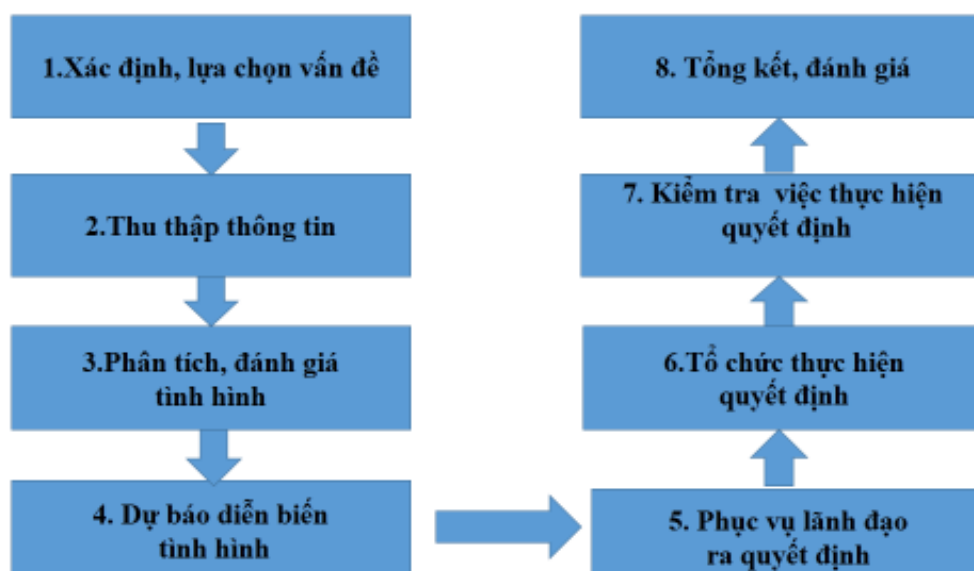 1.Xác định, lựa chọn vấn đề
2.Thu thập thông tin
3.Phân tích, đánh giá
tình hình
4. Dự báo diễn biến
tình hình
5. Phục vụ lãnh đạo
ra quyết định
6.Tổ chức thực hiện
quyết định
7. Kiểm tra việc thực hiện
quyết định
8. Tổng kết, đánh giá